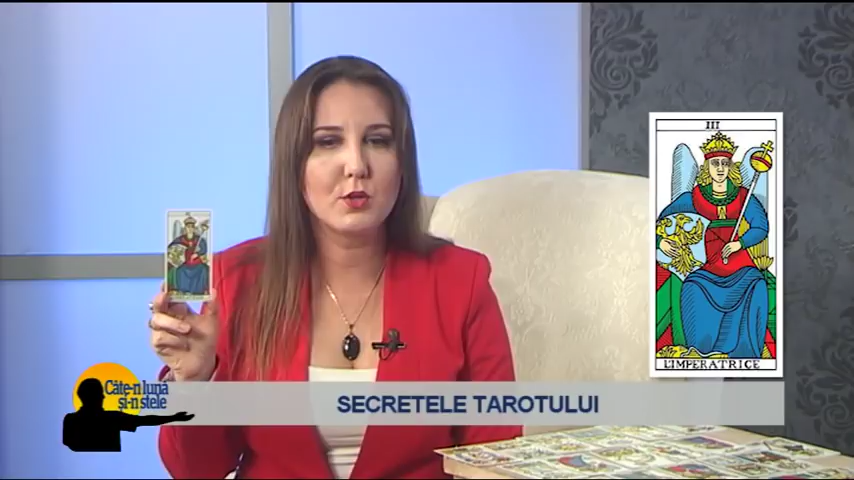 III
L'IMPERATRICE
Câte-n lună
și-n stele
SECRETELE TAROTULUI